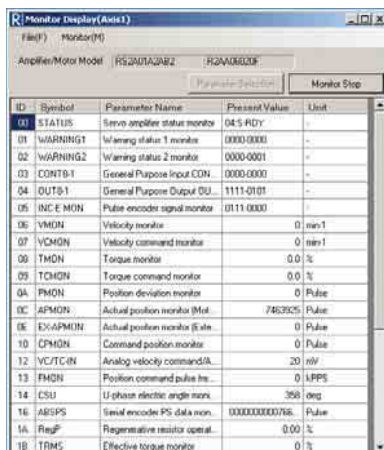 R Monitor Display(Axis1)
File(F) Monitor(M)
Amplifier/Motor Model RS2A01A2AB2 R2AA06020F
Parameter Selection Monitor Stop
ID Symbol Parameter Name Present Value Unit
00 STATUS Servo amplifier status monitor 04:S-RDY -
01 WARNING1 Warning status 1 monitor 0000-0000 -
02 WARNING2 Warning status 2 monitor 0000-0001 -
03 CONT8-1 General Purpose Input CON... 0000-0000 -
04 OUT8-1 General Purpose Output OU... 1111-0101 -
05 INC-E MON Pulse encoder signal monitor 0111-0000 -
06 VMON Velocity monitor 0 min-1
07 VCMON Velocity command monitor 0 min-1
08 TMON Torque monitor 0.0 %
09 TCMON Torque command monitor 0.0 %
0A PMON Position deviation monitor 0 Pulse
0C APMON Actual position monitor (Mot... 7463925 Pulse
0E EX-APMON Actual position monitor (Exte... 0 Pulse
10 CPMON Command position monitor 0 Pulse
12 VC/TC-IN Analog velocity command/A... 20 mV
13 FMON Position command pulse fre... 0 kPPS
14 CSU U-phase electric angle moni... 358 deg
16 ABSPS Serial encoder PS data mon... 0000000000766... Pulse
1A RegP Regenerative resistor operat... 0.00 %
1B TRMS Effective torque monitor 0 %